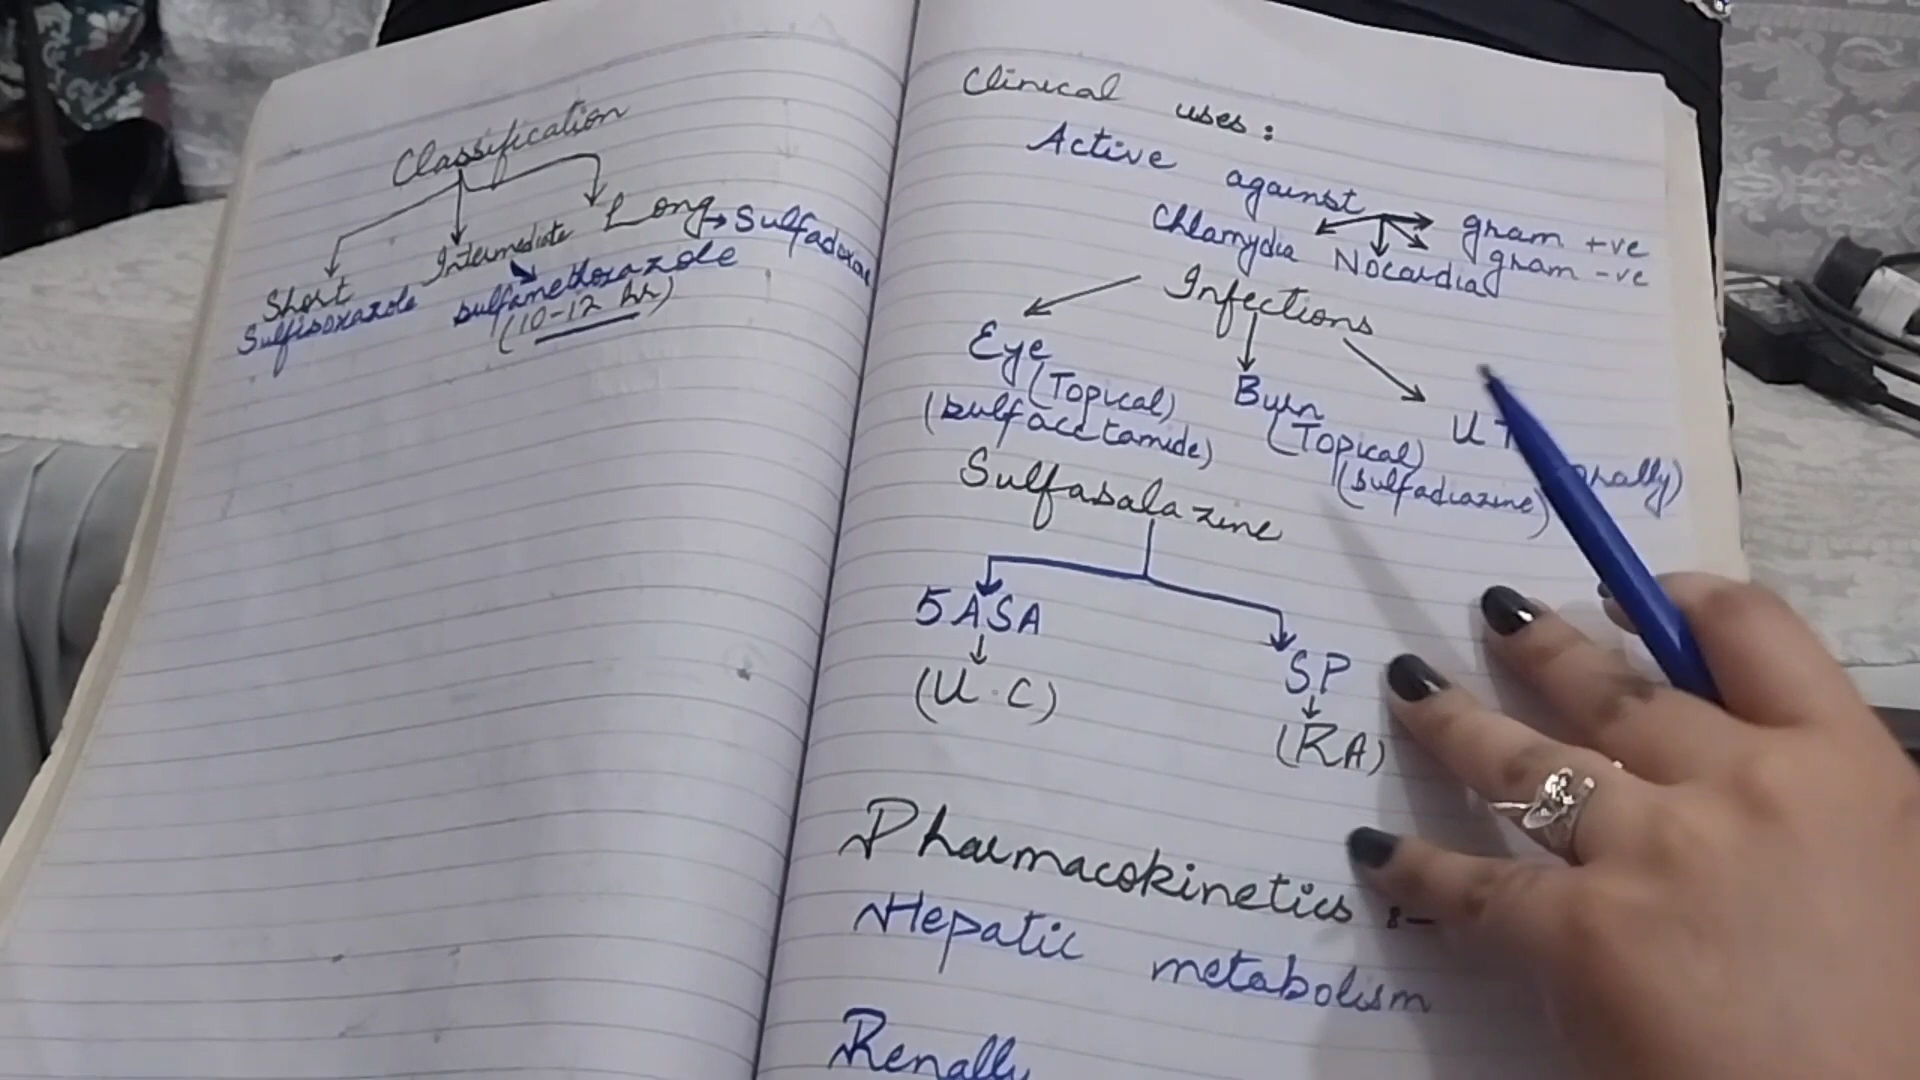 Classification
Short
Intermediate
Long → Sulfadoxine
Sulfisoxazole
sulfamethoxazole
(10-12 hr)
Clinical uses:
Active against
gram +ve
gram -ve
Chlamydia
Nocardia
Infections
Eye
(Topical)
(sulfacetamide)
Burn
(Topical)
(sulfadiazine)
U
orally)
Sulfasalazine
5 ASA
(U.C)
SP
(RA)
Pharmacokinetics :-
Hepatic metabolism
Renally